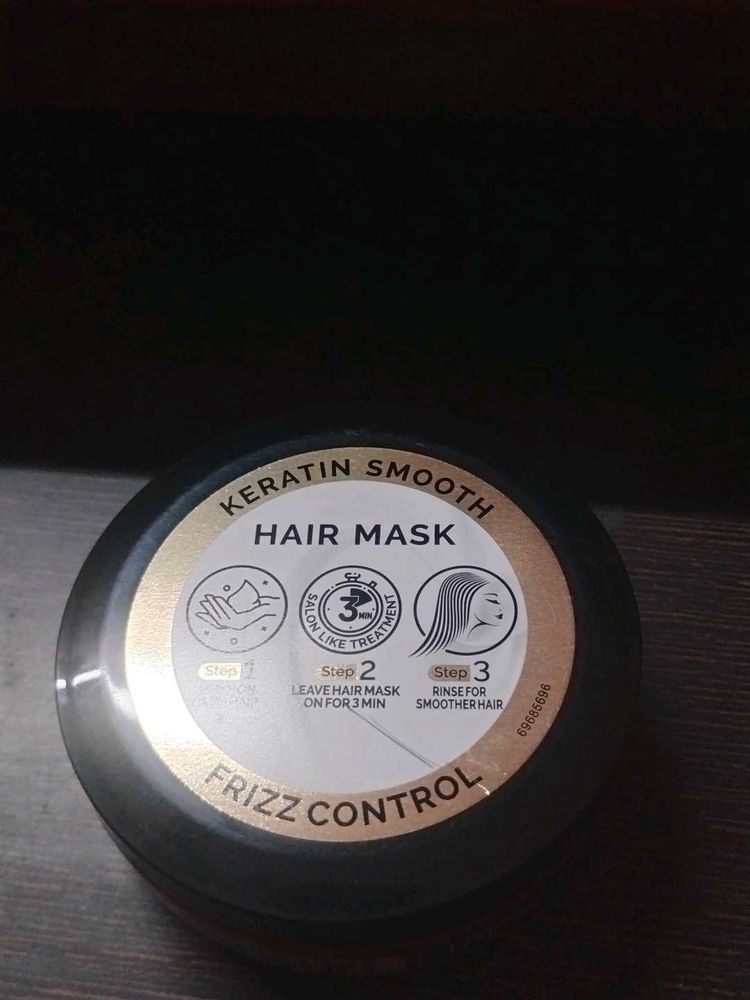 KERATIN SMOOTH
HAIR MASK
3 MIN
SALON LIKE TREATMENT
Step
Step 2
LEAVE HAIR MASK
ON FOR 3 MIN
Step 3
RINSE FOR
SMOOTHER HAIR
69685696
FRIZZ CONTROL